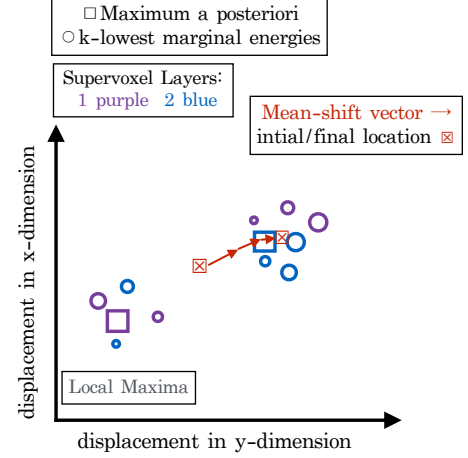 □ Maximum a posteriori
○ k-lowest marginal energies
Supervoxel Layers:
1 purple 2 blue
Mean-shift vector →
intial/final location ☒
displacement in x-dimension
Local Maxima
displacement in y-dimension